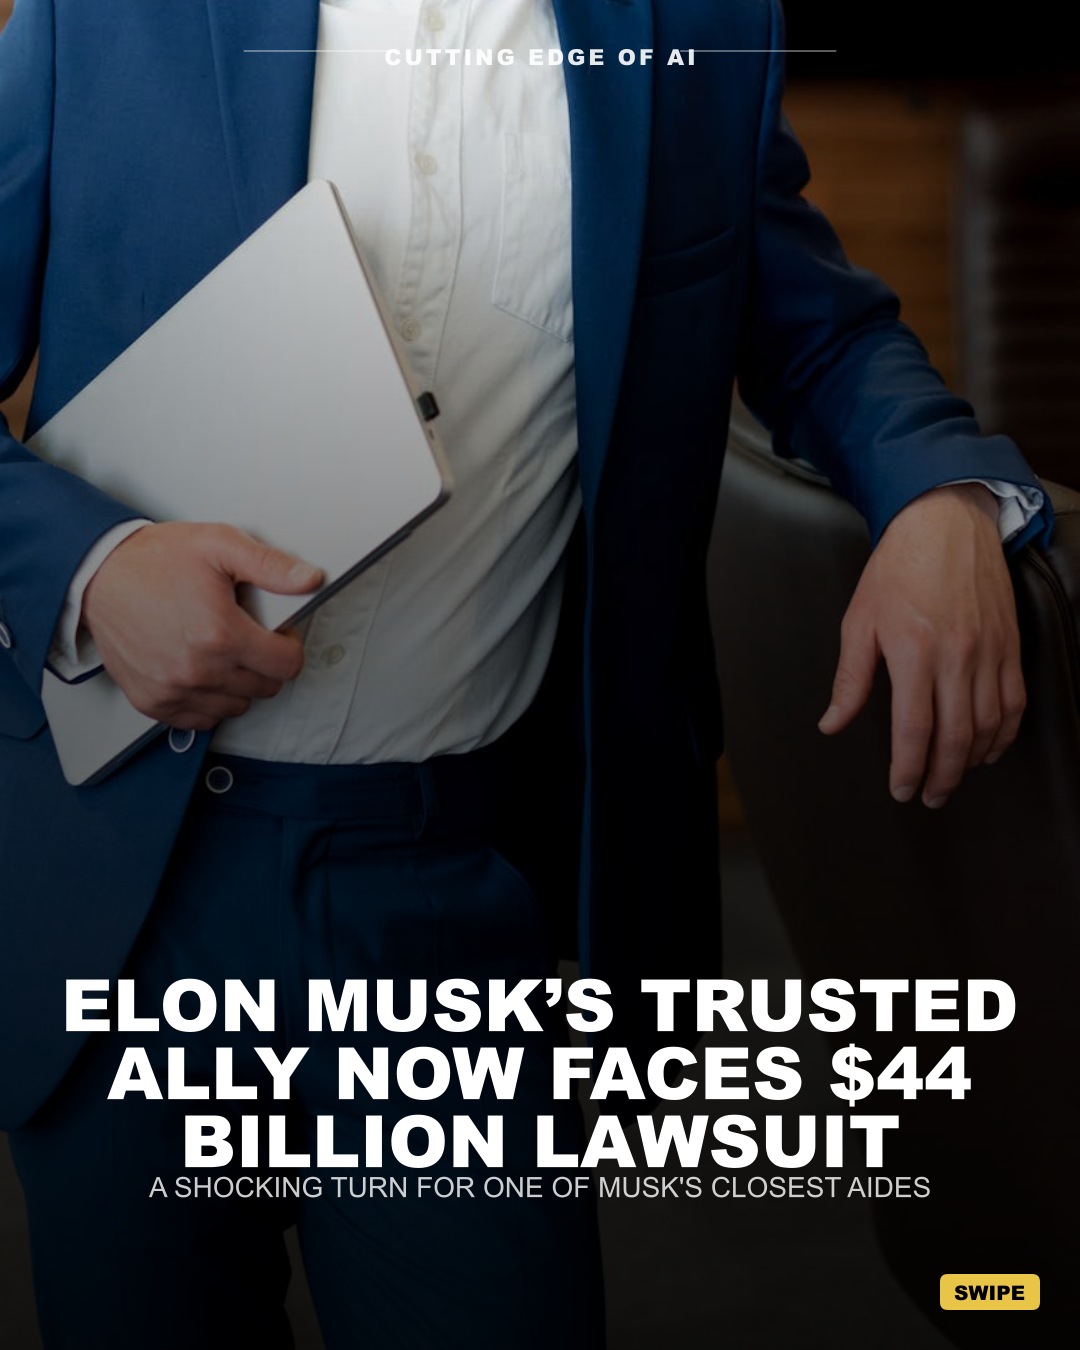 CUTTING EDGE OF AI
ELON MUSK’S TRUSTED
ALLY NOW FACES $44
BILLION LAWSUIT
A SHOCKING TURN FOR ONE OF MUSK'S CLOSEST AIDES
SWIPE